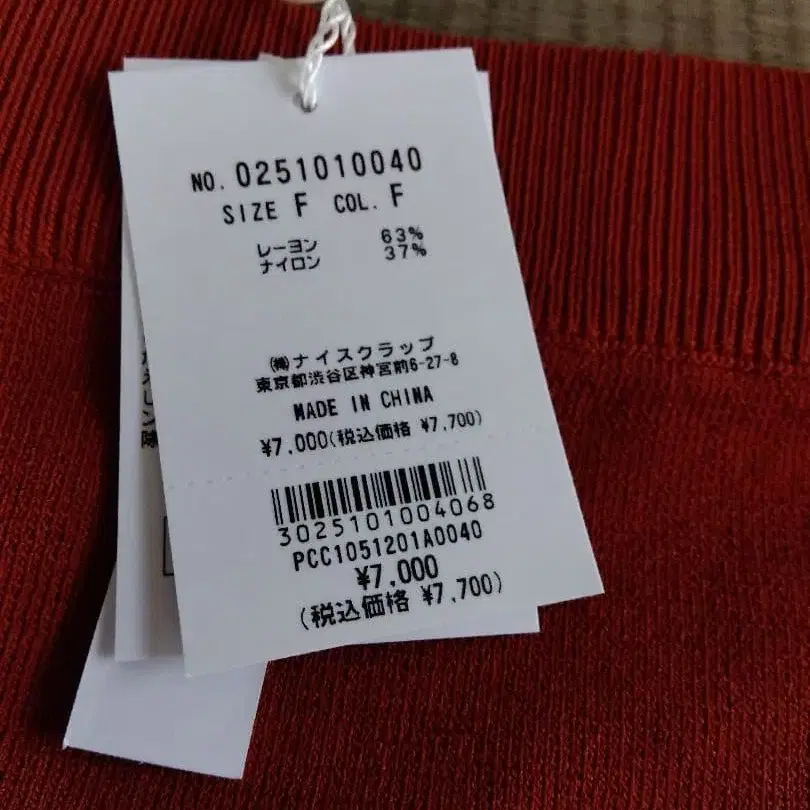 NO. 0251010040
SIZE F COL. F
レーヨン 63%
ナイロン 37%
㈱ナイスクラップ
東京都渋谷区神宮前6-27-8
MADE IN CHINA
¥7,000(税込価格 ¥7,700)
3025101004068
PCC1051201A0040
¥7,000
(税込価格 ¥7,700)